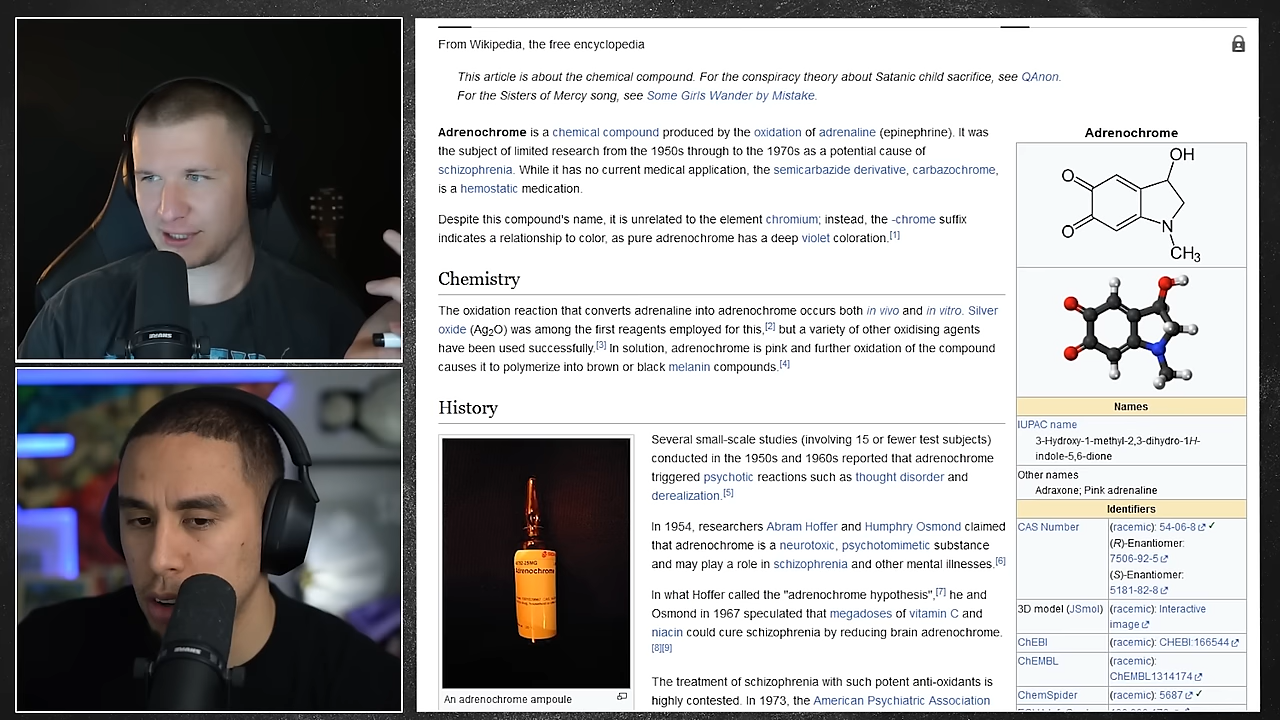 From Wikipedia, the free encyclopedia
This article is about the chemical compound. For the conspiracy theory about Satanic child sacrifice, see QAnon.
For the Sisters of Mercy song, see Some Girls Wander by Mistake.
Adrenochrome is a chemical compound produced by the oxidation of adrenaline (epinephrine). It was
the subject of limited research from the 1950s through to the 1970s as a potential cause of
schizophrenia. While it has no current medical application, the semicarbazide derivative, carbazochrome,
is a hemostatic medication.
Despite this compound's name, it is unrelated to the element chromium; instead, the -chrome suffix
indicates a relationship to color, as pure adrenochrome has a deep violet coloration.[1]
Chemistry
The oxidation reaction that converts adrenaline into adrenochrome occurs both in vivo and in vitro. Silver
oxide (Ag2O) was among the first reagents employed for this,[2] but a variety of other oxidising agents
have been used successfully.[3] In solution, adrenochrome is pink and further oxidation of the compound
causes it to polymerize into brown or black melanin compounds.[4]
History
Adrenochrome
An adrenochrome ampoule
Several small-scale studies (involving 15 or fewer test subjects)
conducted in the 1950s and 1960s reported that adrenochrome
triggered psychotic reactions such as thought disorder and
derealization.[5]
In 1954, researchers Abram Hoffer and Humphry Osmond claimed
that adrenochrome is a neurotoxic, psychotomimetic substance
and may play a role in schizophrenia and other mental illnesses.[6]
In what Hoffer called the "adrenochrome hypothesis",[7] he and
Osmond in 1967 speculated that megadoses of vitamin C and
niacin could cure schizophrenia by reducing brain adrenochrome.
[8][9]
The treatment of schizophrenia with such potent anti-oxidants is
highly contested. In 1973, the American Psychiatric Association
Adrenochrome
OH
O
O
N
CH3
Names
IUPAC name
3-Hydroxy-1-methyl-2,3-dihydro-1H-
indole-5,6-dione
Other names
Adraxone; Pink adrenaline
Identifiers
CAS Number (racemic): 54-06-8 ✓
(R)-Enantiomer:
7506-92-5
(S)-Enantiomer:
5181-82-8
3D model (JSmol) (racemic): Interactive
image
ChEBI (racemic): CHEBI:166544
ChEMBL (racemic):
ChEMBL1314174
ChemSpider (racemic): 5687 ✓